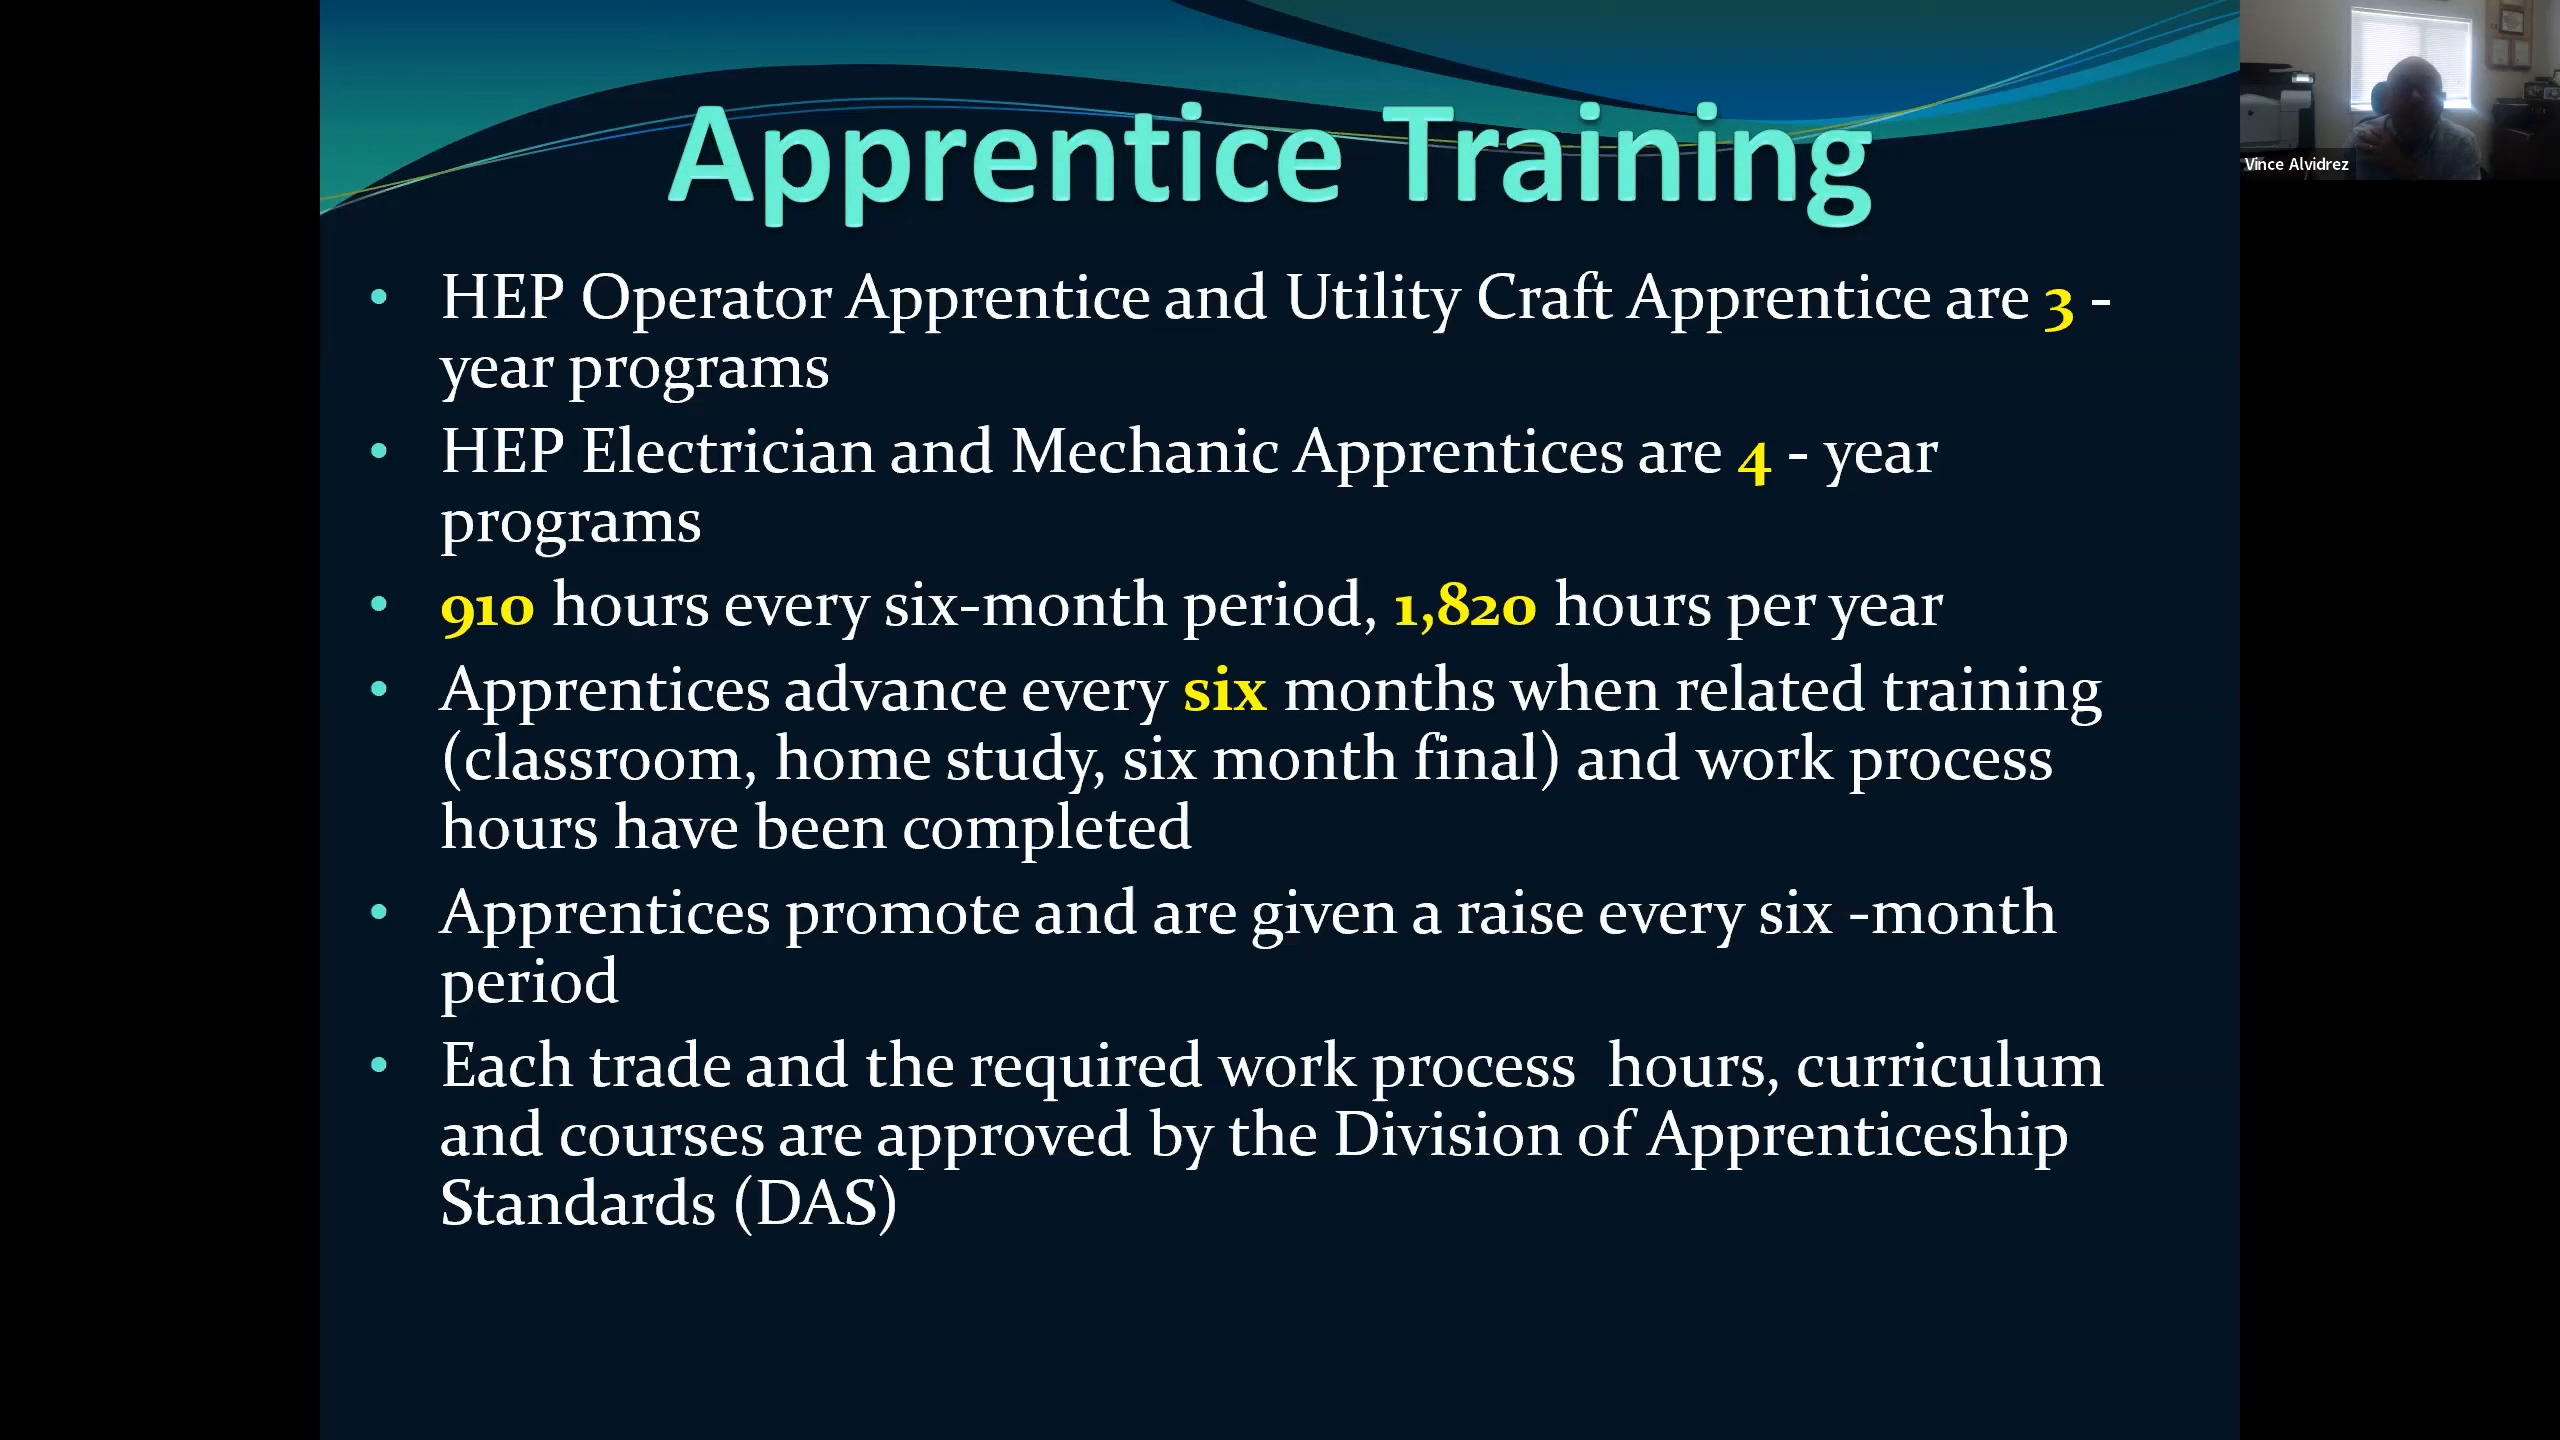 Apprentice Training
Vince Alvidrez
• HEP Operator Apprentice and Utility Craft Apprentice are 3 -
year programs
• HEP Electrician and Mechanic Apprentices are 4 - year
programs
• 910 hours every six-month period, 1,820 hours per year
• Apprentices advance every six months when related training
(classroom, home study, six month final) and work process
hours have been completed
• Apprentices promote and are given a raise every six -month
period
• Each trade and the required work process  hours, curriculum
and courses are approved by the Division of Apprenticeship
Standards (DAS)